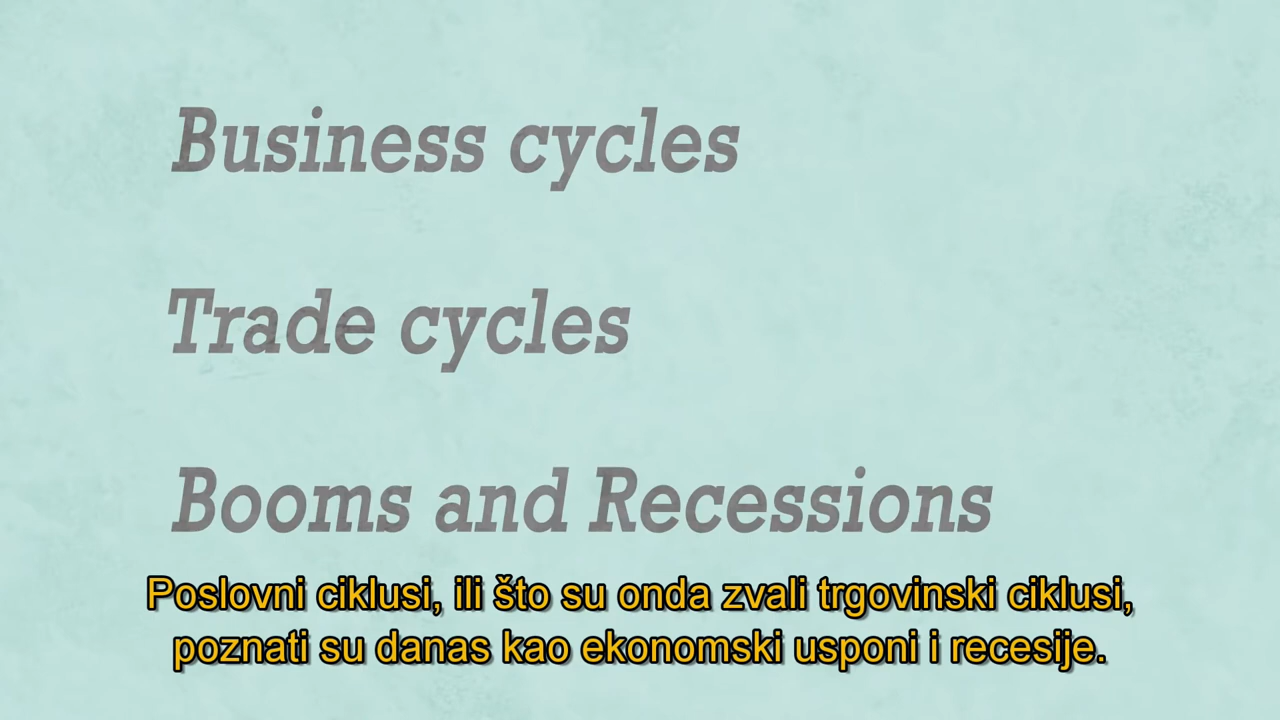 Business cycles
Trade cycles
Booms and Recessions
Poslovni ciklusi, ili što su onda zvali trgovinski ciklusi,
poznati su danas kao ekonomski usponi i recesije.